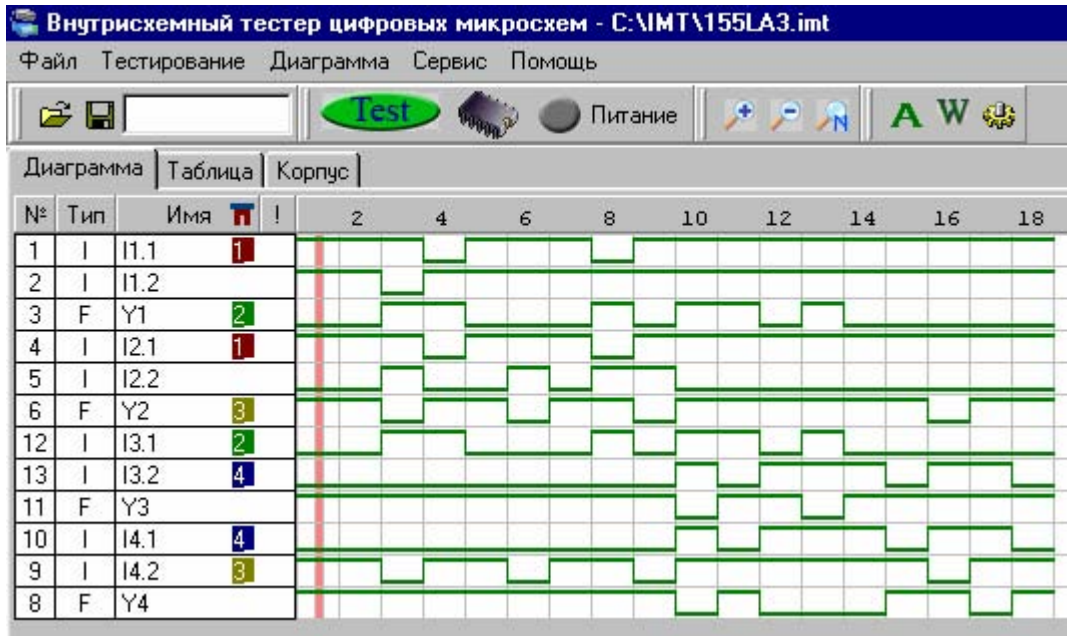 Внутрисхемный тестер цифровых микросхем - C:\IMT\155LA3.imt
Файл Тестирование Диаграмма Сервис Помощь
Test Питание N A W
Диаграмма Таблица Корпус
№ Тип Имя ! 2 4 6 8 10 12 14 16 18
1 I I1.1 1
2 I I1.2
3 F Y1 2
4 I I2.1 1
5 I I2.2
6 F Y2 3
12 I I3.1 2
13 I I3.2 4
11 F Y3
10 I I4.1 4
9 I I4.2 3
8 F Y4